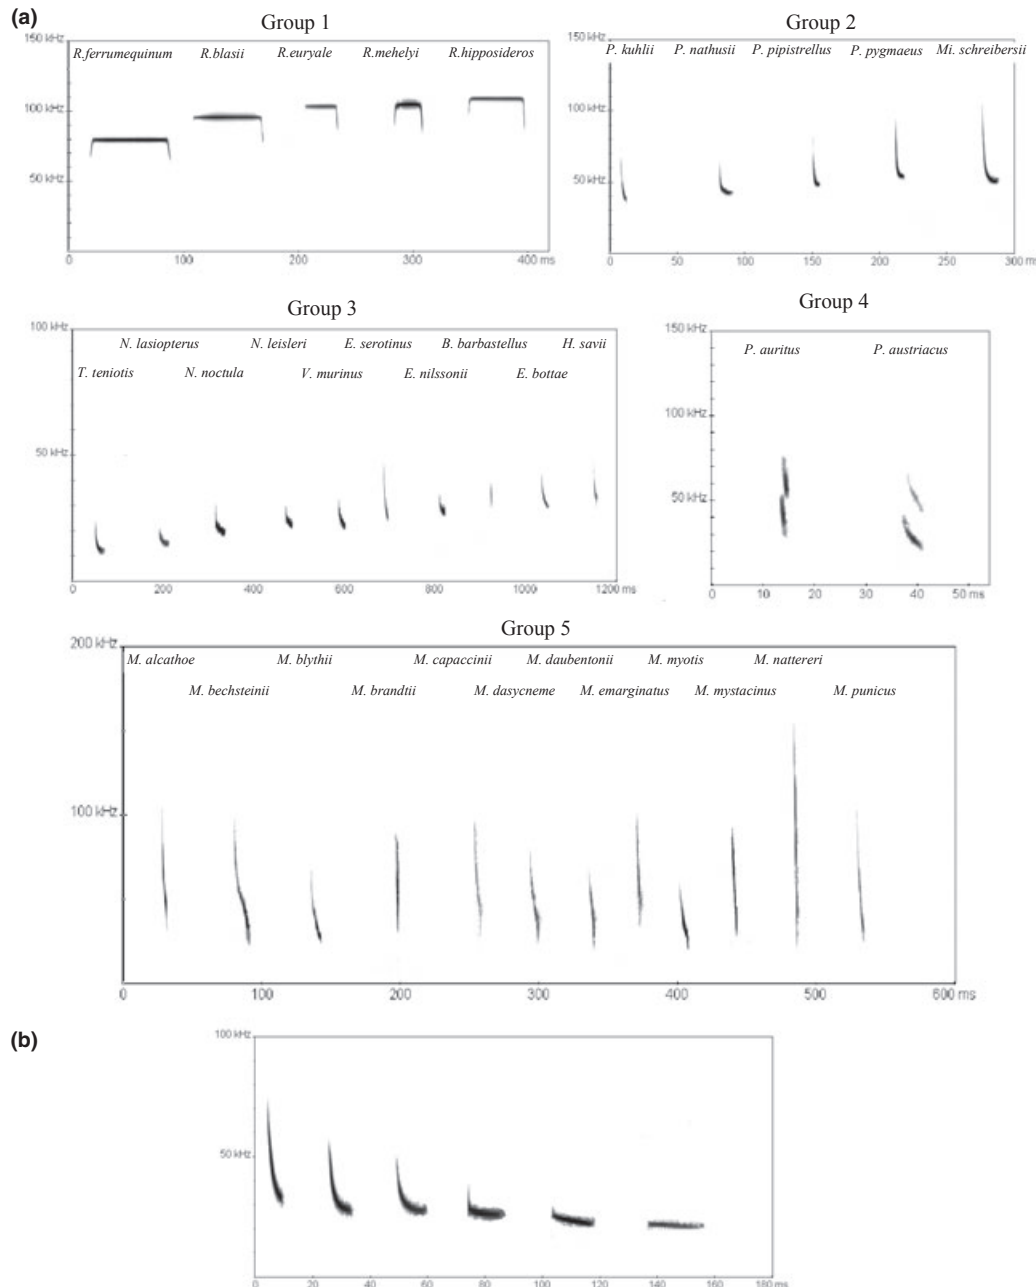 (a)
Group 1
150 kHz
R.ferrumequinum R.blasii R.euryale R.mehelyi R.hipposideros
100 kHz
50 kHz
0 100 200 300 400 ms
Group 2
150 kHz
P. kuhlii P. nathusii P. pipistrellus P. pygmaeus Mi. schreibersii
100 kHz
50 kHz
0 50 100 150 200 250 300 ms
Group 3
100 kHz
N. lasiopterus N. leisleri E. serotinus B. barbastellus H. savii
T. teniotis N. noctula V. murinus E. nilssonii E. bottae
50 kHz
0 200 400 600 800 1000 1200 ms
Group 4
150 kHz
P. auritus P. austriacus
100 kHz
50 kHz
0 10 20 30 40 50 ms
Group 5
200 kHz
M. alcathoe M. blythii M. capaccinii M. daubentonii M. myotis M. nattereri
M. bechsteinii M. brandtii M. dasycneme M. emarginatus M. mystacinus M. punicus
100 kHz
0 100 200 300 400 500 600 ms
(b)
100 kHz
50 kHz
0 20 40 60 80 100 120 140 160 180 ms